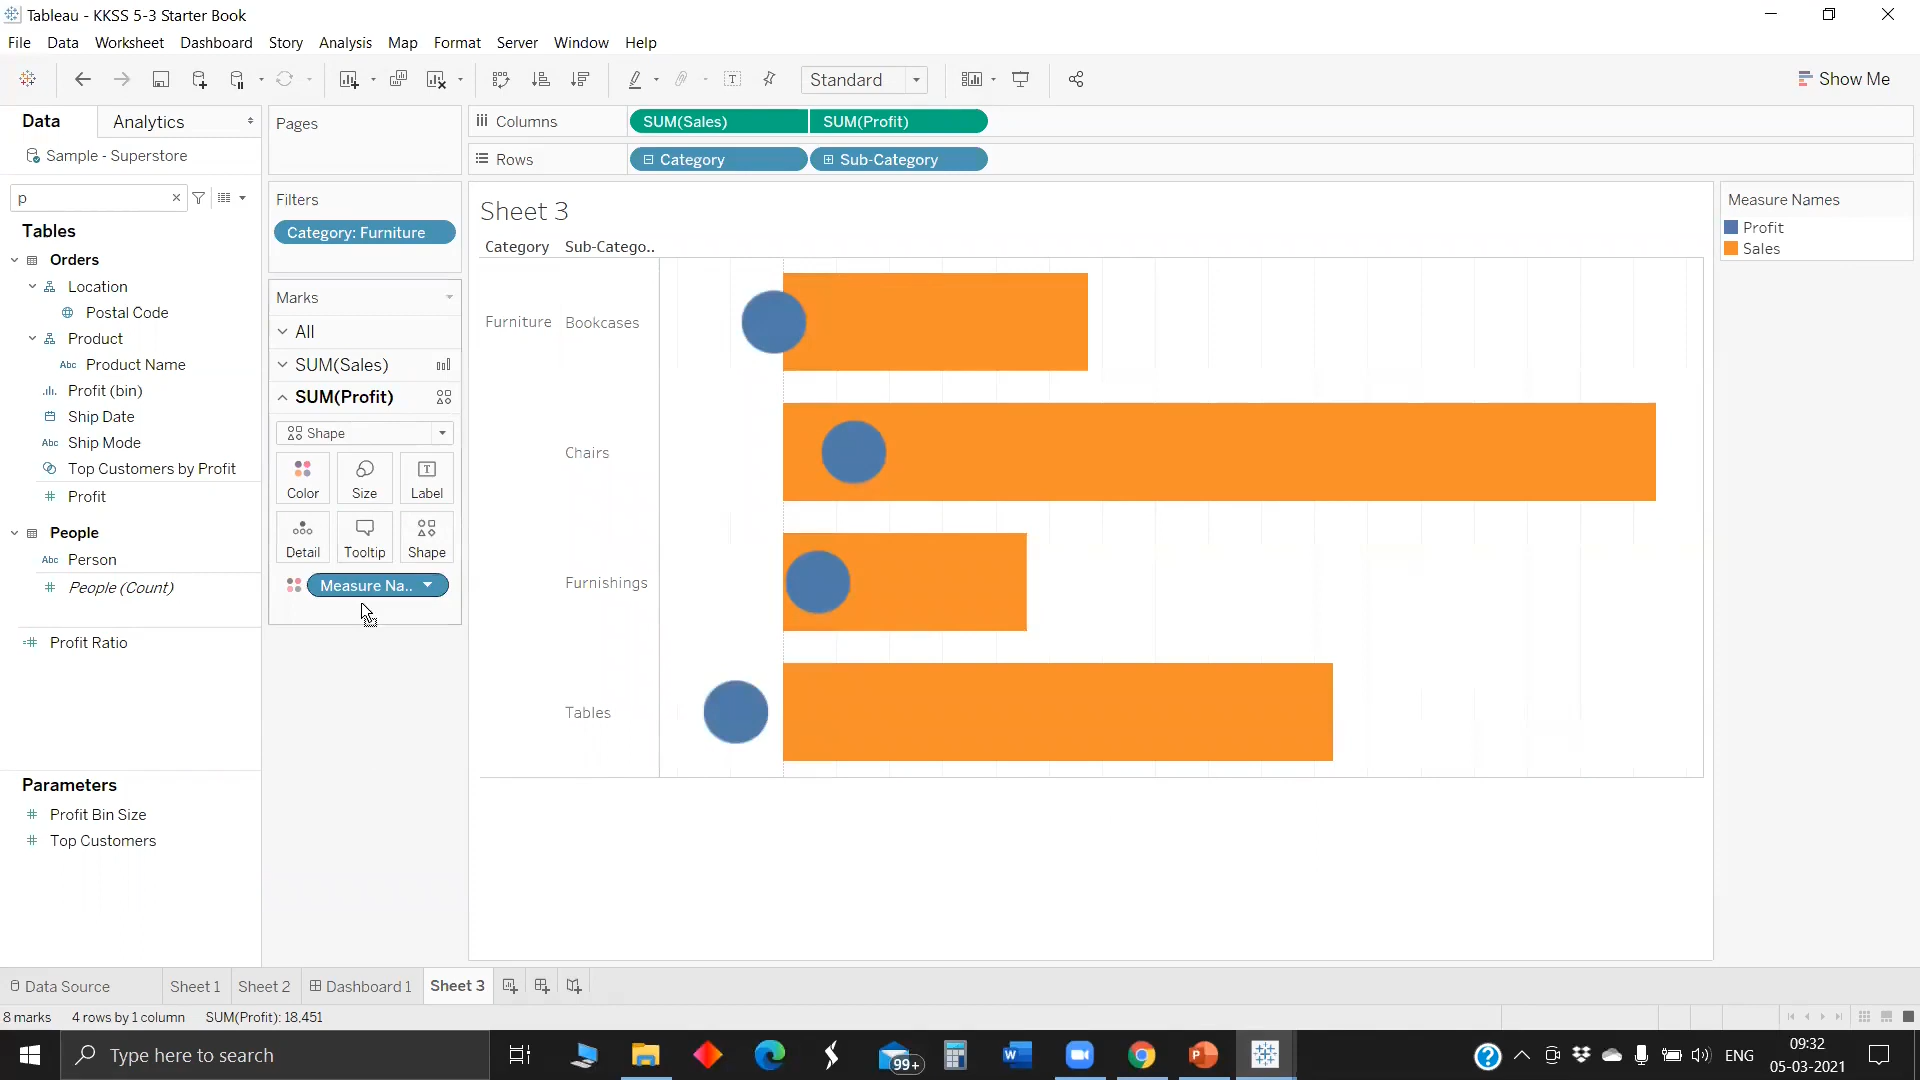 Tableau - KKSS 5-3 Starter Book
File Data Worksheet Dashboard Story Analysis Map Format Server Window Help
Standard
Show Me
Data Analytics
Sample - Superstore
p
Tables
Orders
Location
Postal Code
Product
Abc Product Name
Profit (bin)
Ship Date
Abc Ship Mode
Top Customers by Profit
Profit
People
Abc Person
People (Count)
Profit Ratio
Parameters
Profit Bin Size
Top Customers
Pages
Filters
Category: Furniture
Marks
All
SUM(Sales)
SUM(Profit)
Shape
Color Size Label
Detail Tooltip Shape
Measure Na..
Columns SUM(Sales) SUM(Profit)
Rows Category Sub-Category
Sheet 3
Category Sub-Catego..
Furniture Bookcases
Chairs
Furnishings
Tables
Measure Names
Profit
Sales
Data Source Sheet 1 Sheet 2 Dashboard 1 Sheet 3
8 marks 4 rows by 1 column SUM(Profit): 18,451
Type here to search
99+
ENG
09:32
05-03-2021